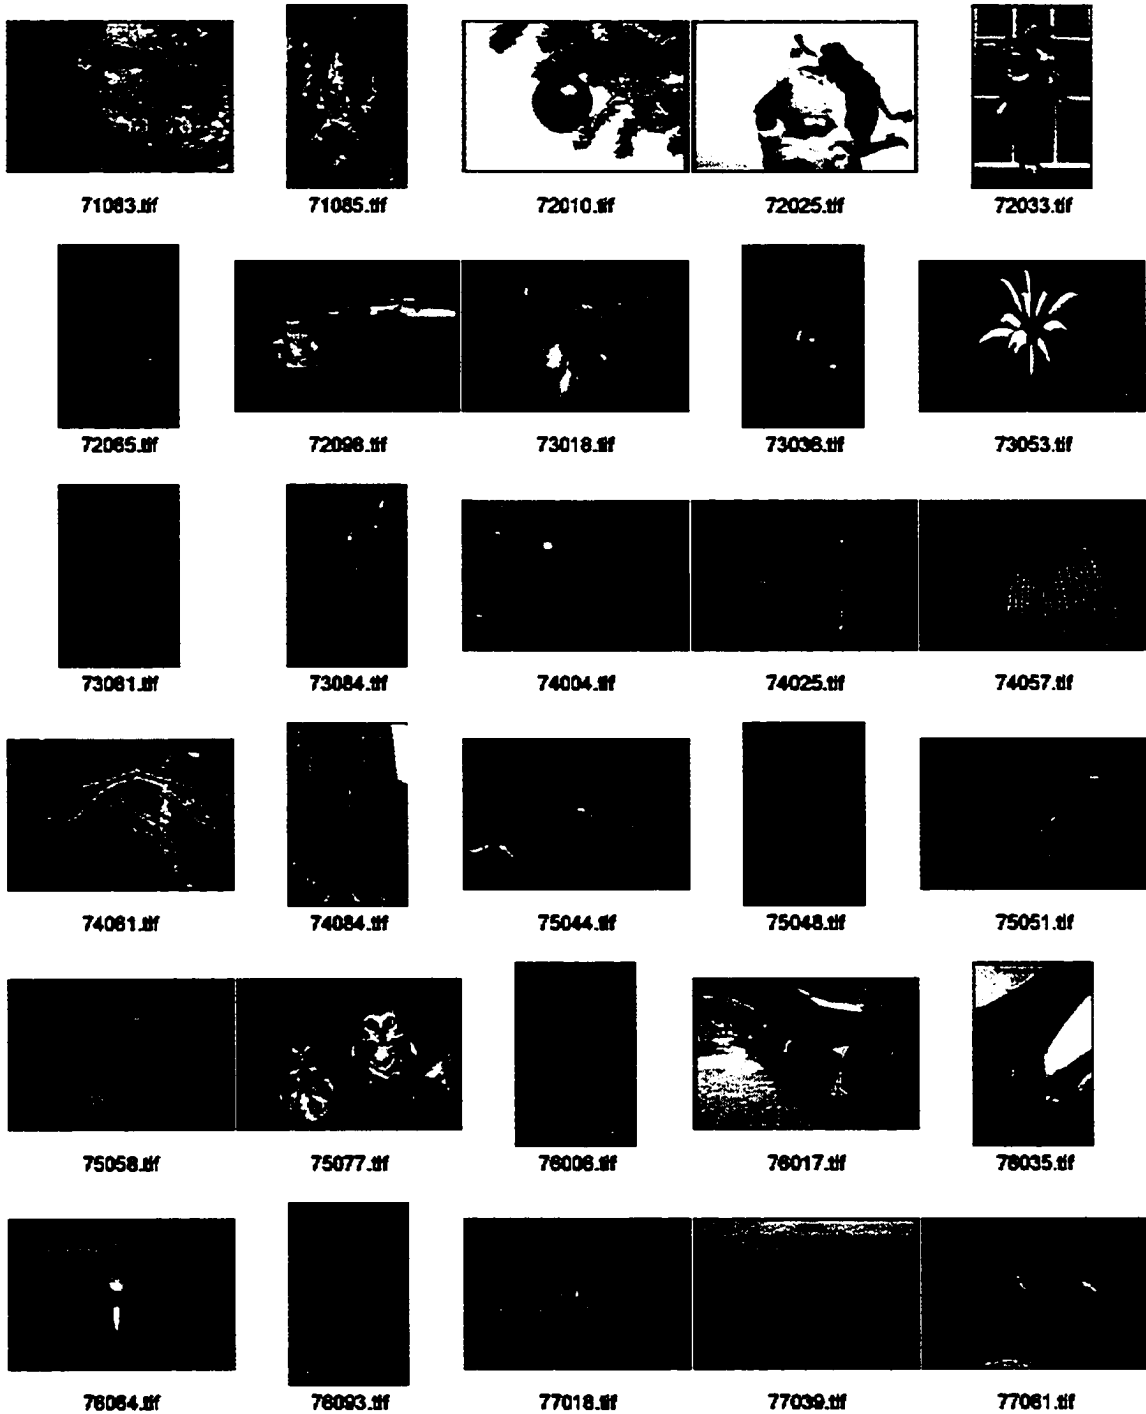 71083.tif 71085.tif 72010.tif 72025.tif 72033.tif
72065.tif 72098.tif 73018.tif 73036.tif 73053.tif
73081.tif 73084.tif 74004.tif 74025.tif 74057.tif
74061.tif 74084.tif 75044.tif 75048.tif 75051.tif
75058.tif 75077.tif 76006.tif 76017.tif 76035.tif
76064.tif 76093.tif 77018.tif 77039.tif 77061.tif